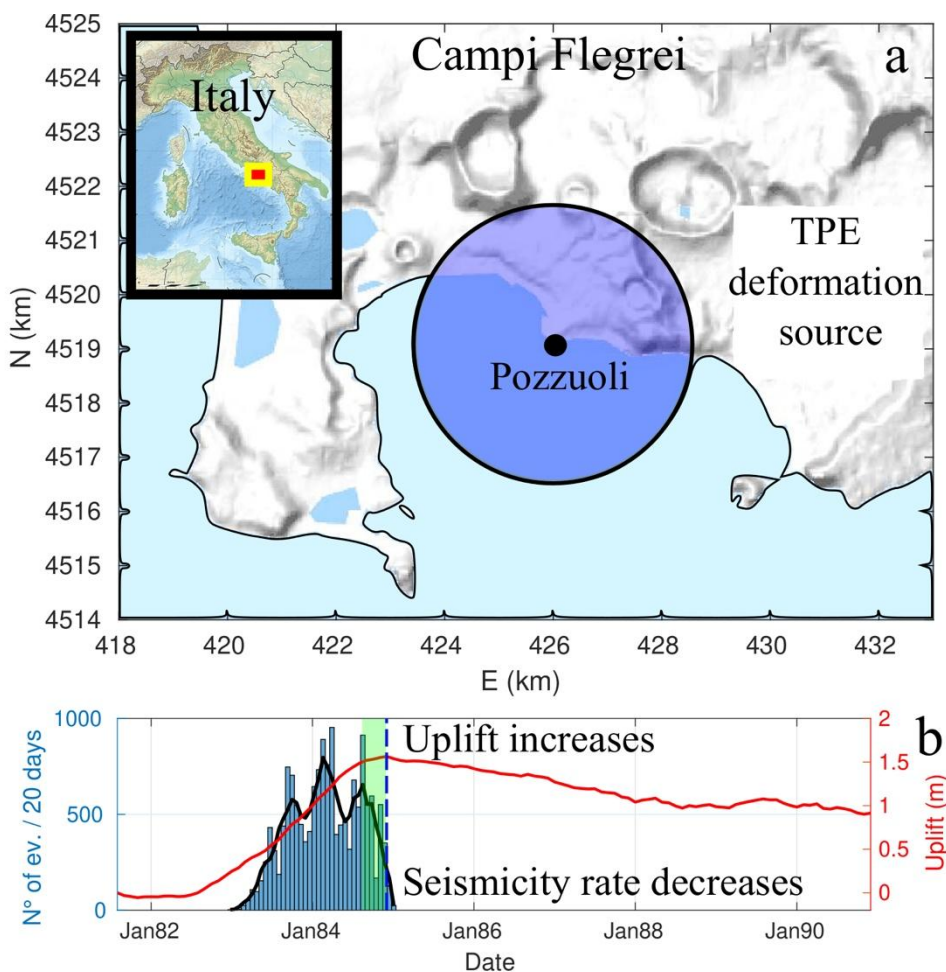 Campi Flegrei
a
Italy
TPE
deformation
source
Pozzuoli
4525
4524
4523
4522
4521
4520
4519
4518
4517
4516
4515
4514
N (km)
418
420
422
424
426
428
430
432
E (km)
b
Uplift increases
Seismicity rate decreases
1000
500
0
N° of ev. / 20 days
2
1.5
1
0.5
0
Uplift (m)
Jan82
Jan84
Jan86
Jan88
Jan90
Date